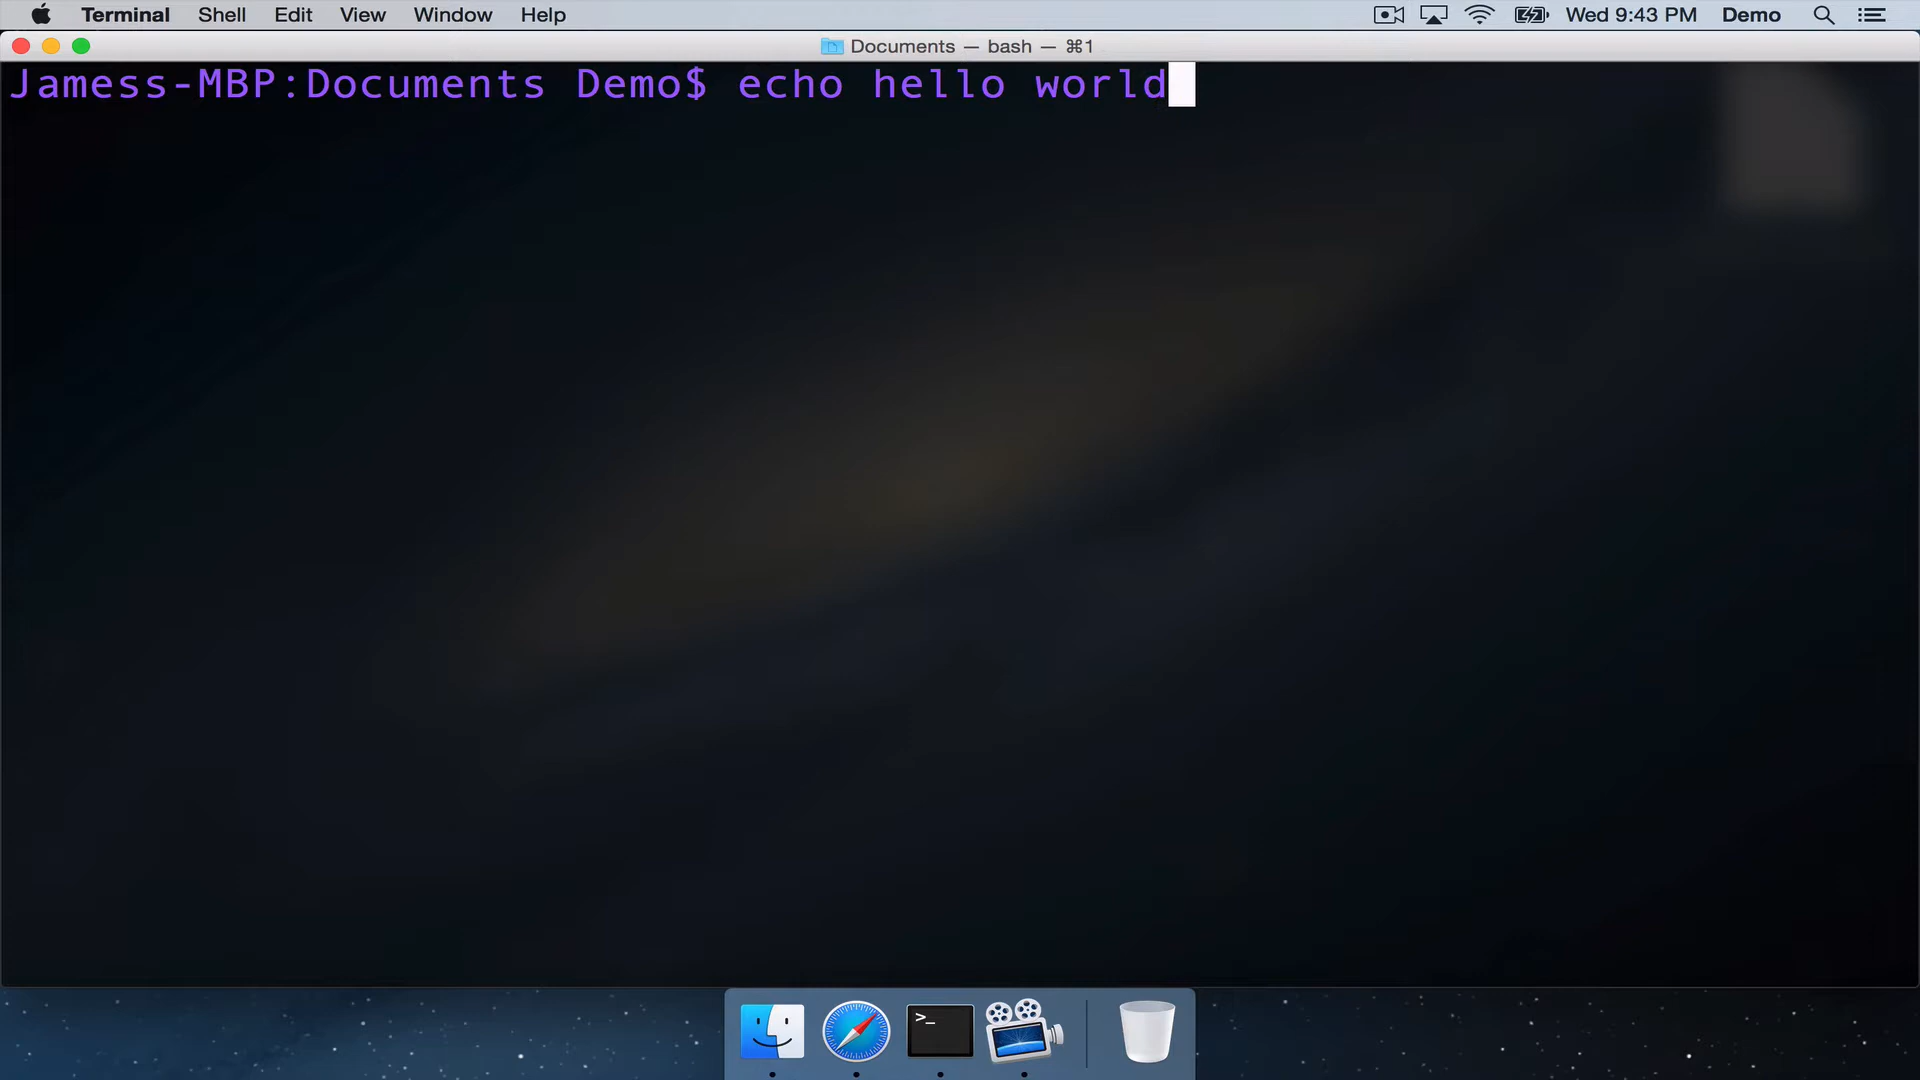 Terminal Shell Edit View Window Help Wed 9:43 PM Demo
Documents — bash — ⌘1
Jamess-MBP:Documents Demo$ echo hello world
>_